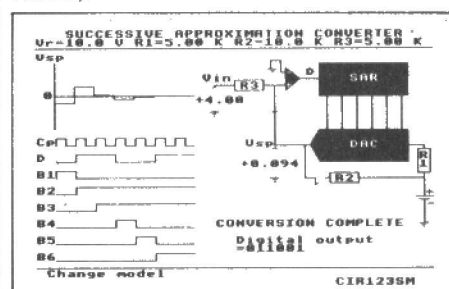 SUCCESSIVE APPROXIMATION CONVERTER
Vr=10.0 V R1=5.00 K R2=10.0 K R3=5.00 K
Vsp
0
Vin
R3
+4.00
D
SAR
Cp
D
B1
B2
B3
B4
B5
B6
Vsp
+0.094
DAC
R1
R2
CONVERSION COMPLETE
Digital output
=011001
Change model
CIR123SM